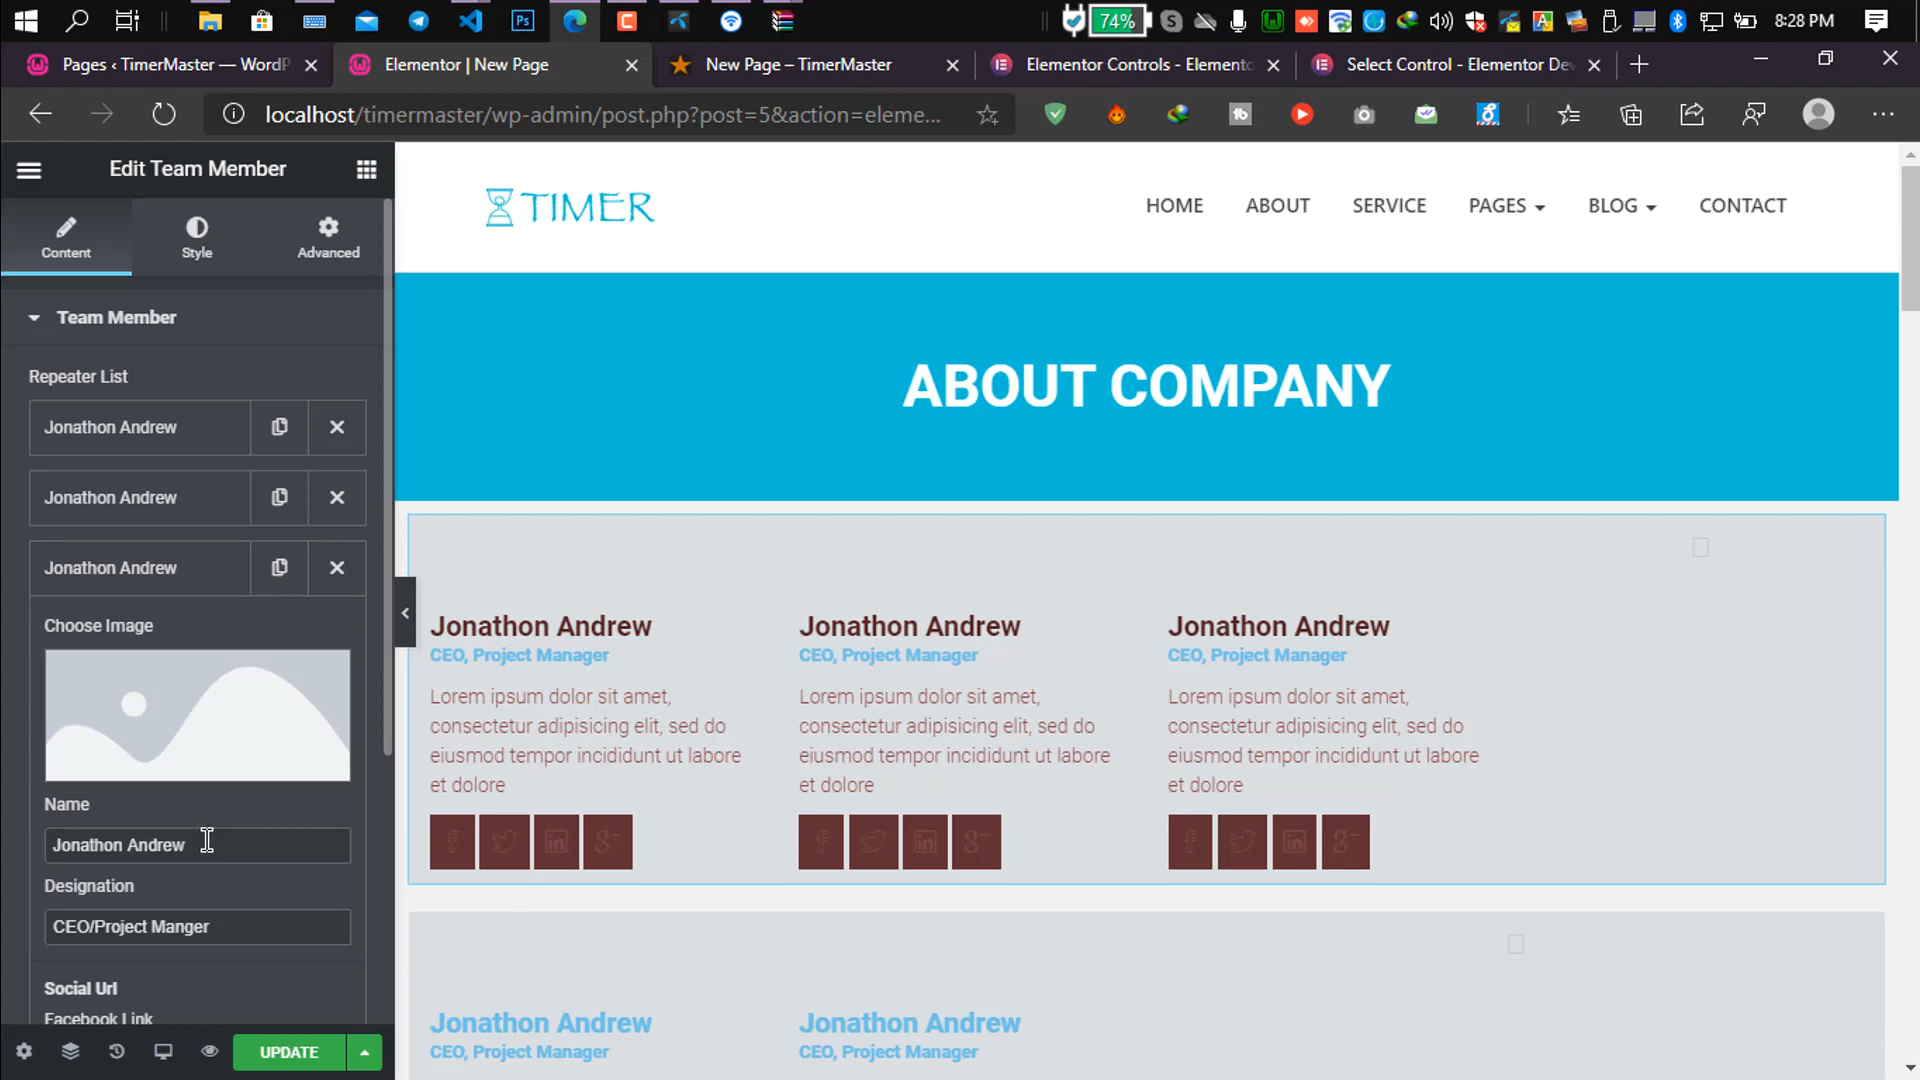 74%
8:28 PM
Pages ‹ TimerMaster — WordP
Elementor | New Page
New Page – TimerMaster
Elementor Controls - Elemento
Select Control - Elementor Dev
localhost/timermaster/wp-admin/post.php?post=5&action=eleme...
Edit Team Member
Content
Style
Advanced
Team Member
Repeater List
Jonathon Andrew
Jonathon Andrew
Jonathon Andrew
Choose Image
Name
Jonathon Andrew
Designation
CEO/Project Manger
Social Url
Facebook Link
UPDATE
TIMER
HOME ABOUT SERVICE PAGES BLOG CONTACT
ABOUT COMPANY
Jonathon Andrew
CEO, Project Manager
Lorem ipsum dolor sit amet,
consectetur adipisicing elit, sed do
eiusmod tempor incididunt ut labore
et dolore
Jonathon Andrew
CEO, Project Manager
Lorem ipsum dolor sit amet,
consectetur adipisicing elit, sed do
eiusmod tempor incididunt ut labore
et dolore
Jonathon Andrew
CEO, Project Manager
Lorem ipsum dolor sit amet,
consectetur adipisicing elit, sed do
eiusmod tempor incididunt ut labore
et dolore
Jonathon Andrew
CEO, Project Manager
Jonathon Andrew
CEO, Project Manager